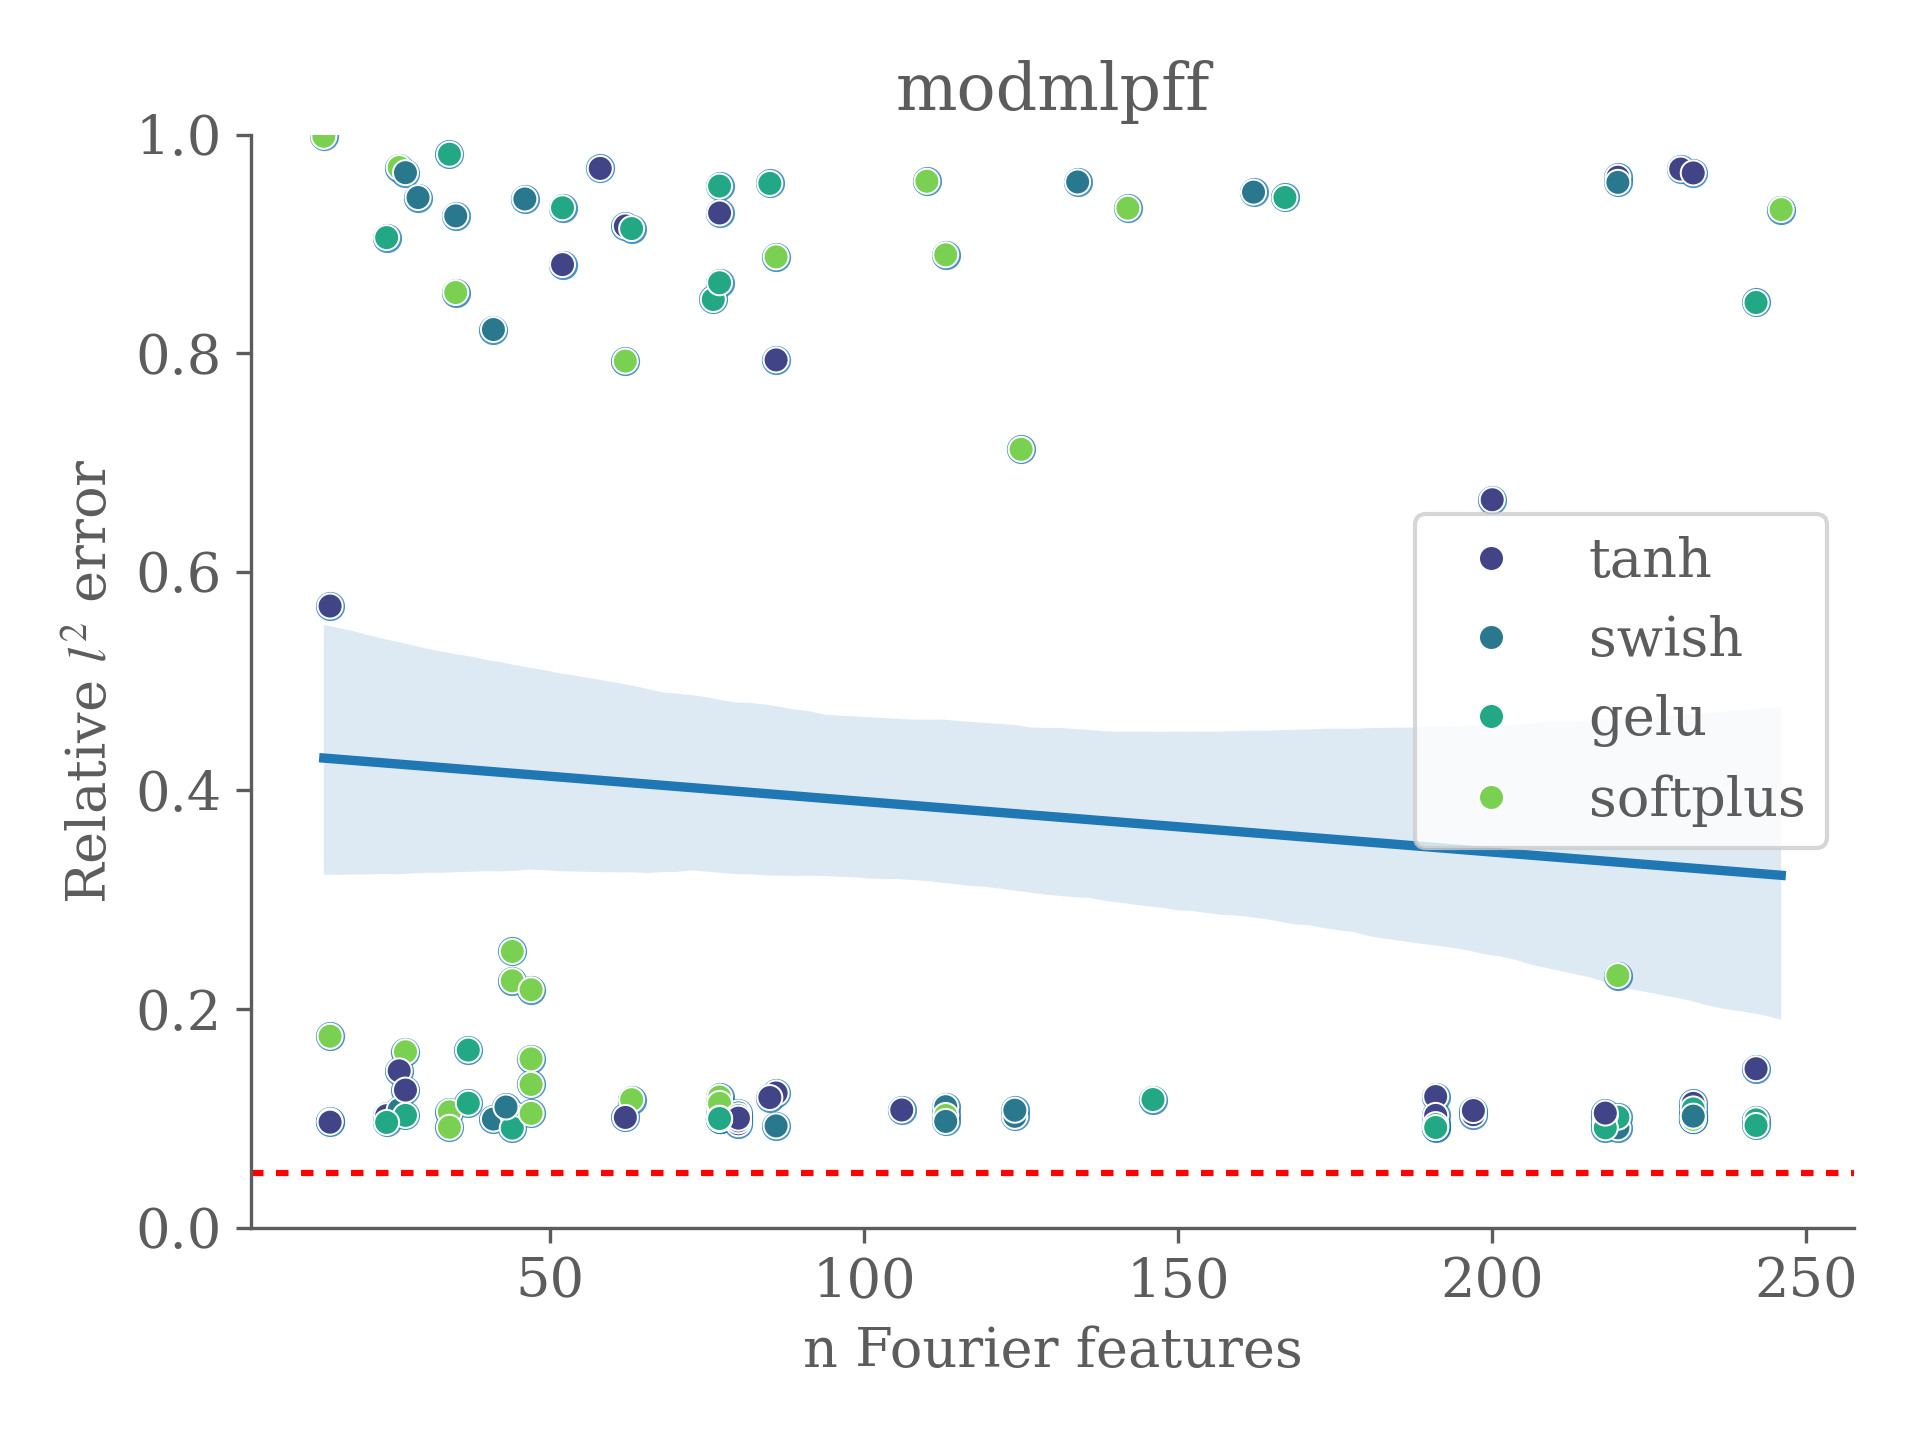 modmlpff
1.0
0.8
0.6
0.4
0.2
0.0
Relative l² error
tanh
swish
gelu
softplus
50 100 150 200 250
n Fourier features